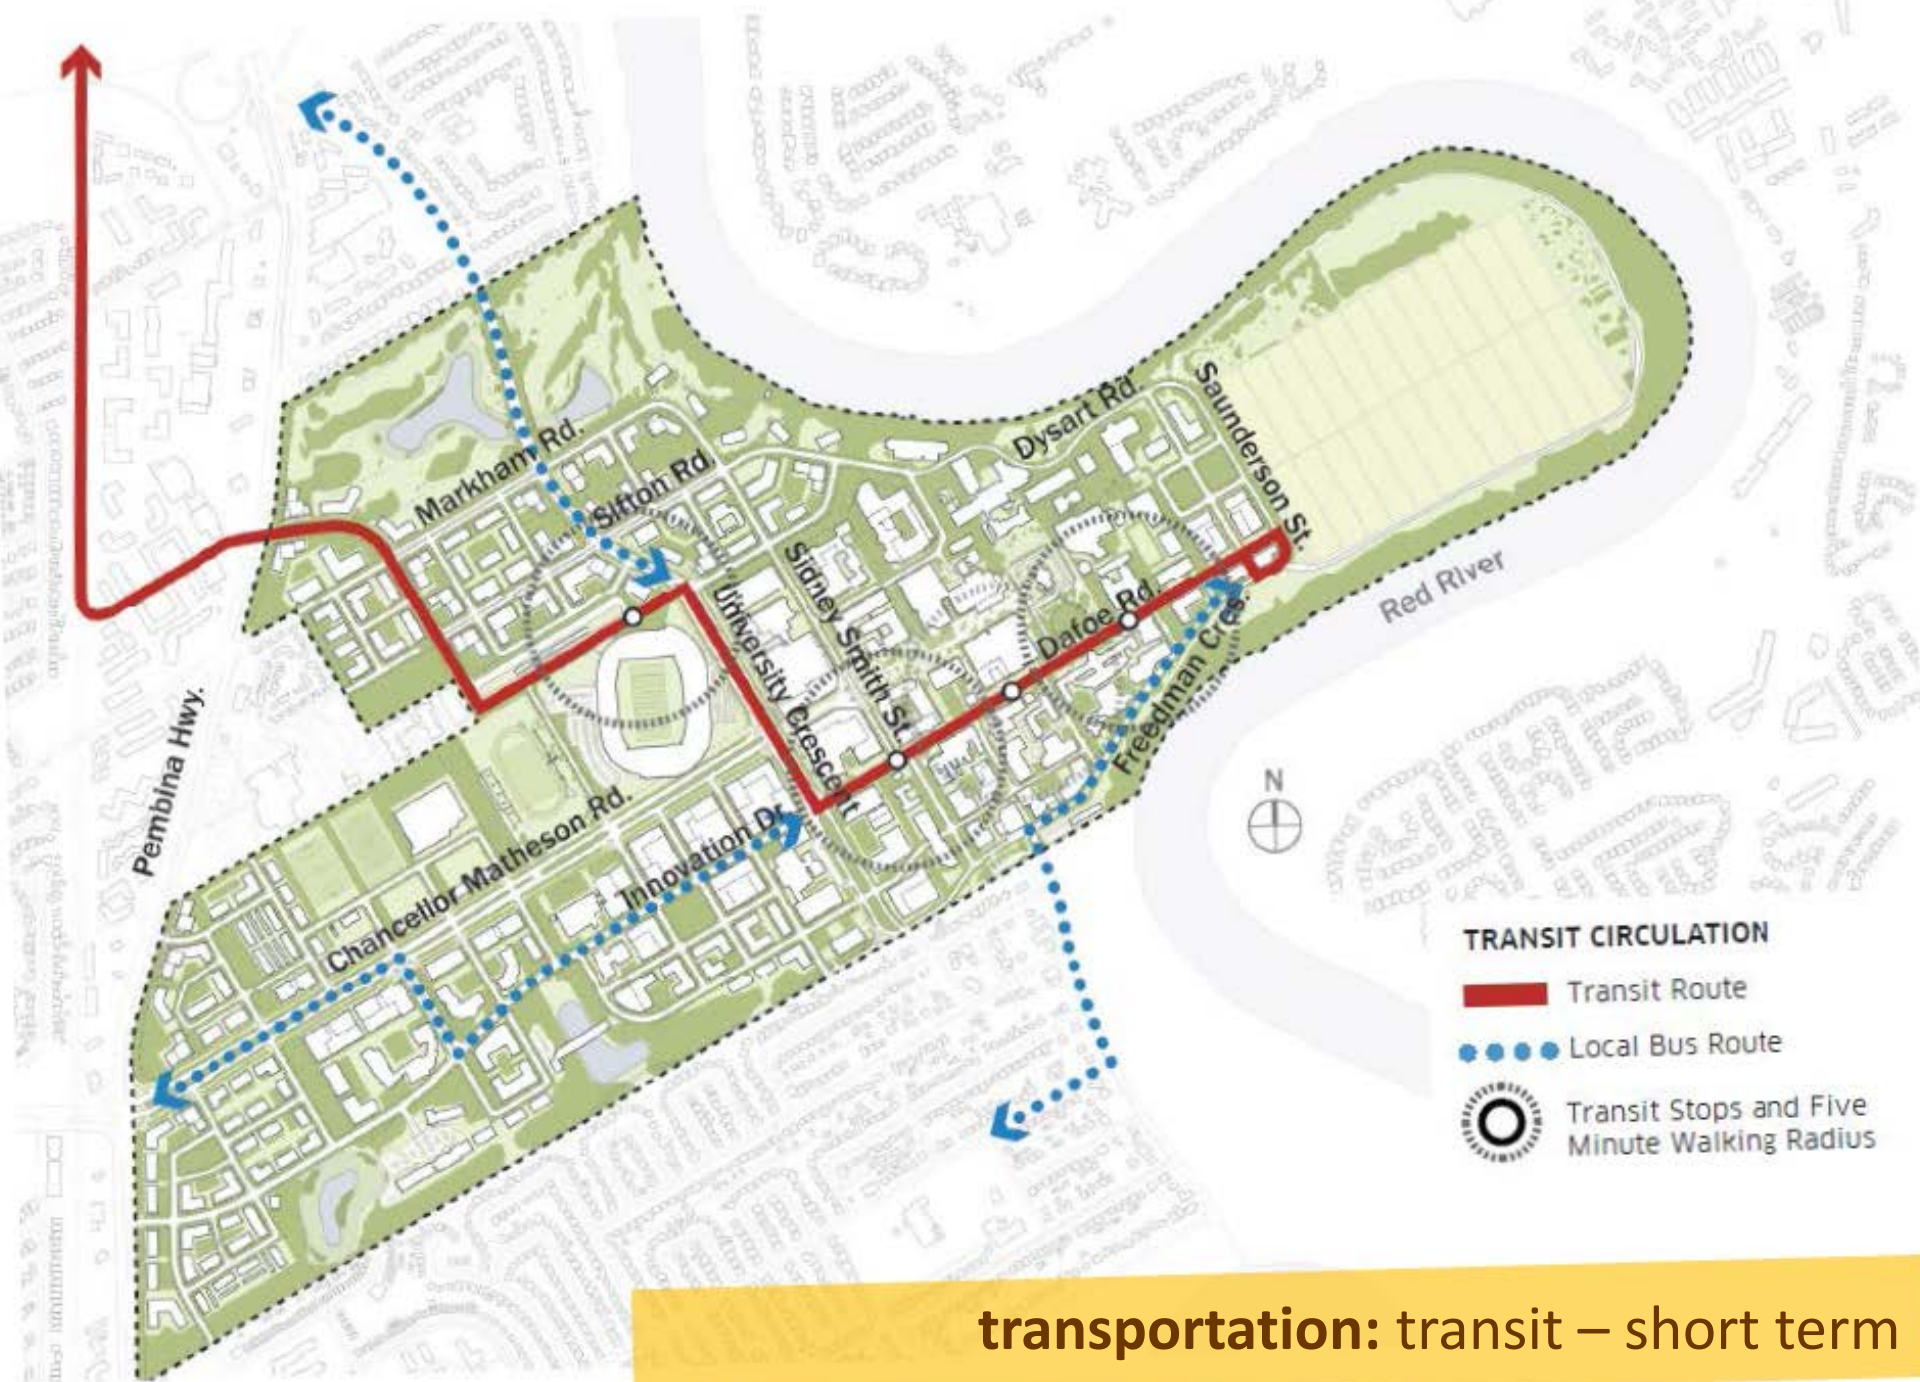 Markham Rd.
Sifton Rd.
Dysart Rd.
Saunderson St.
Sidney Smith St.
University Crescent
Dafoe Rd.
Freedman Cres.
Red River
Pembina Hwy.
Chancellor Matheson Rd.
Innovation Dr.
N
TRANSIT CIRCULATION
Transit Route
Local Bus Route
Transit Stops and Five
Minute Walking Radius
transportation: transit – short term